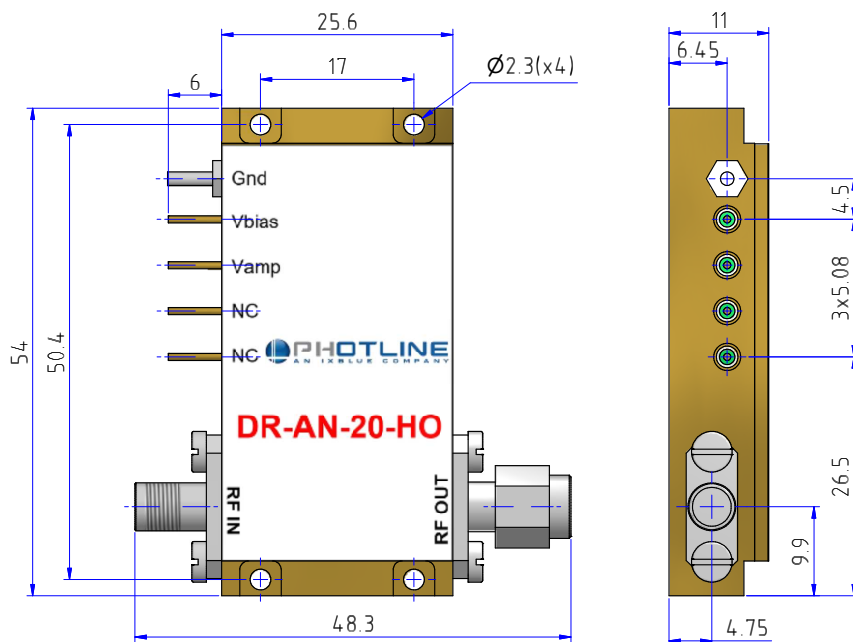 25.6
17
6
Ø2.3(x4)
11
6.45
Gnd
Vbias
Vamp
NC
NC
PHOTLINE
AN IXBLUE COMPANY
DR-AN-20-HO
RF IN
RF OUT
54
50.4
48.3
4.5
3x5.08
26.5
9.9
4.75